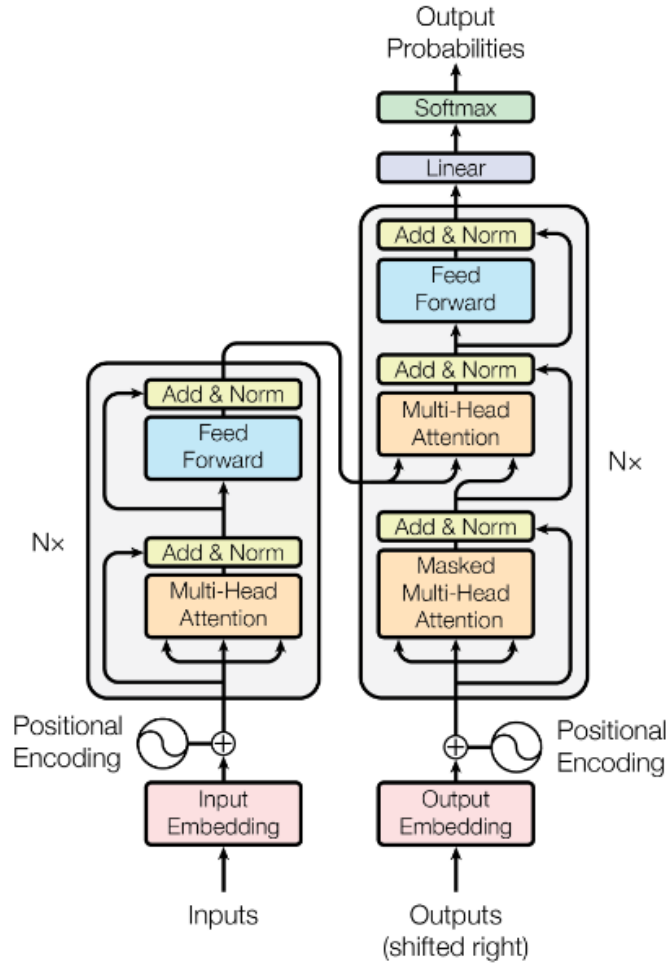 Output
Probabilities
Softmax
Linear
Add & Norm
Feed
Forward
Add & Norm
Multi-Head
Attention
Add & Norm
Masked
Multi-Head
Attention
N×
Add & Norm
Feed
Forward
Add & Norm
Multi-Head
Attention
N×
Positional
Encoding
Positional
Encoding
Input
Embedding
Output
Embedding
Inputs
Outputs
(shifted right)